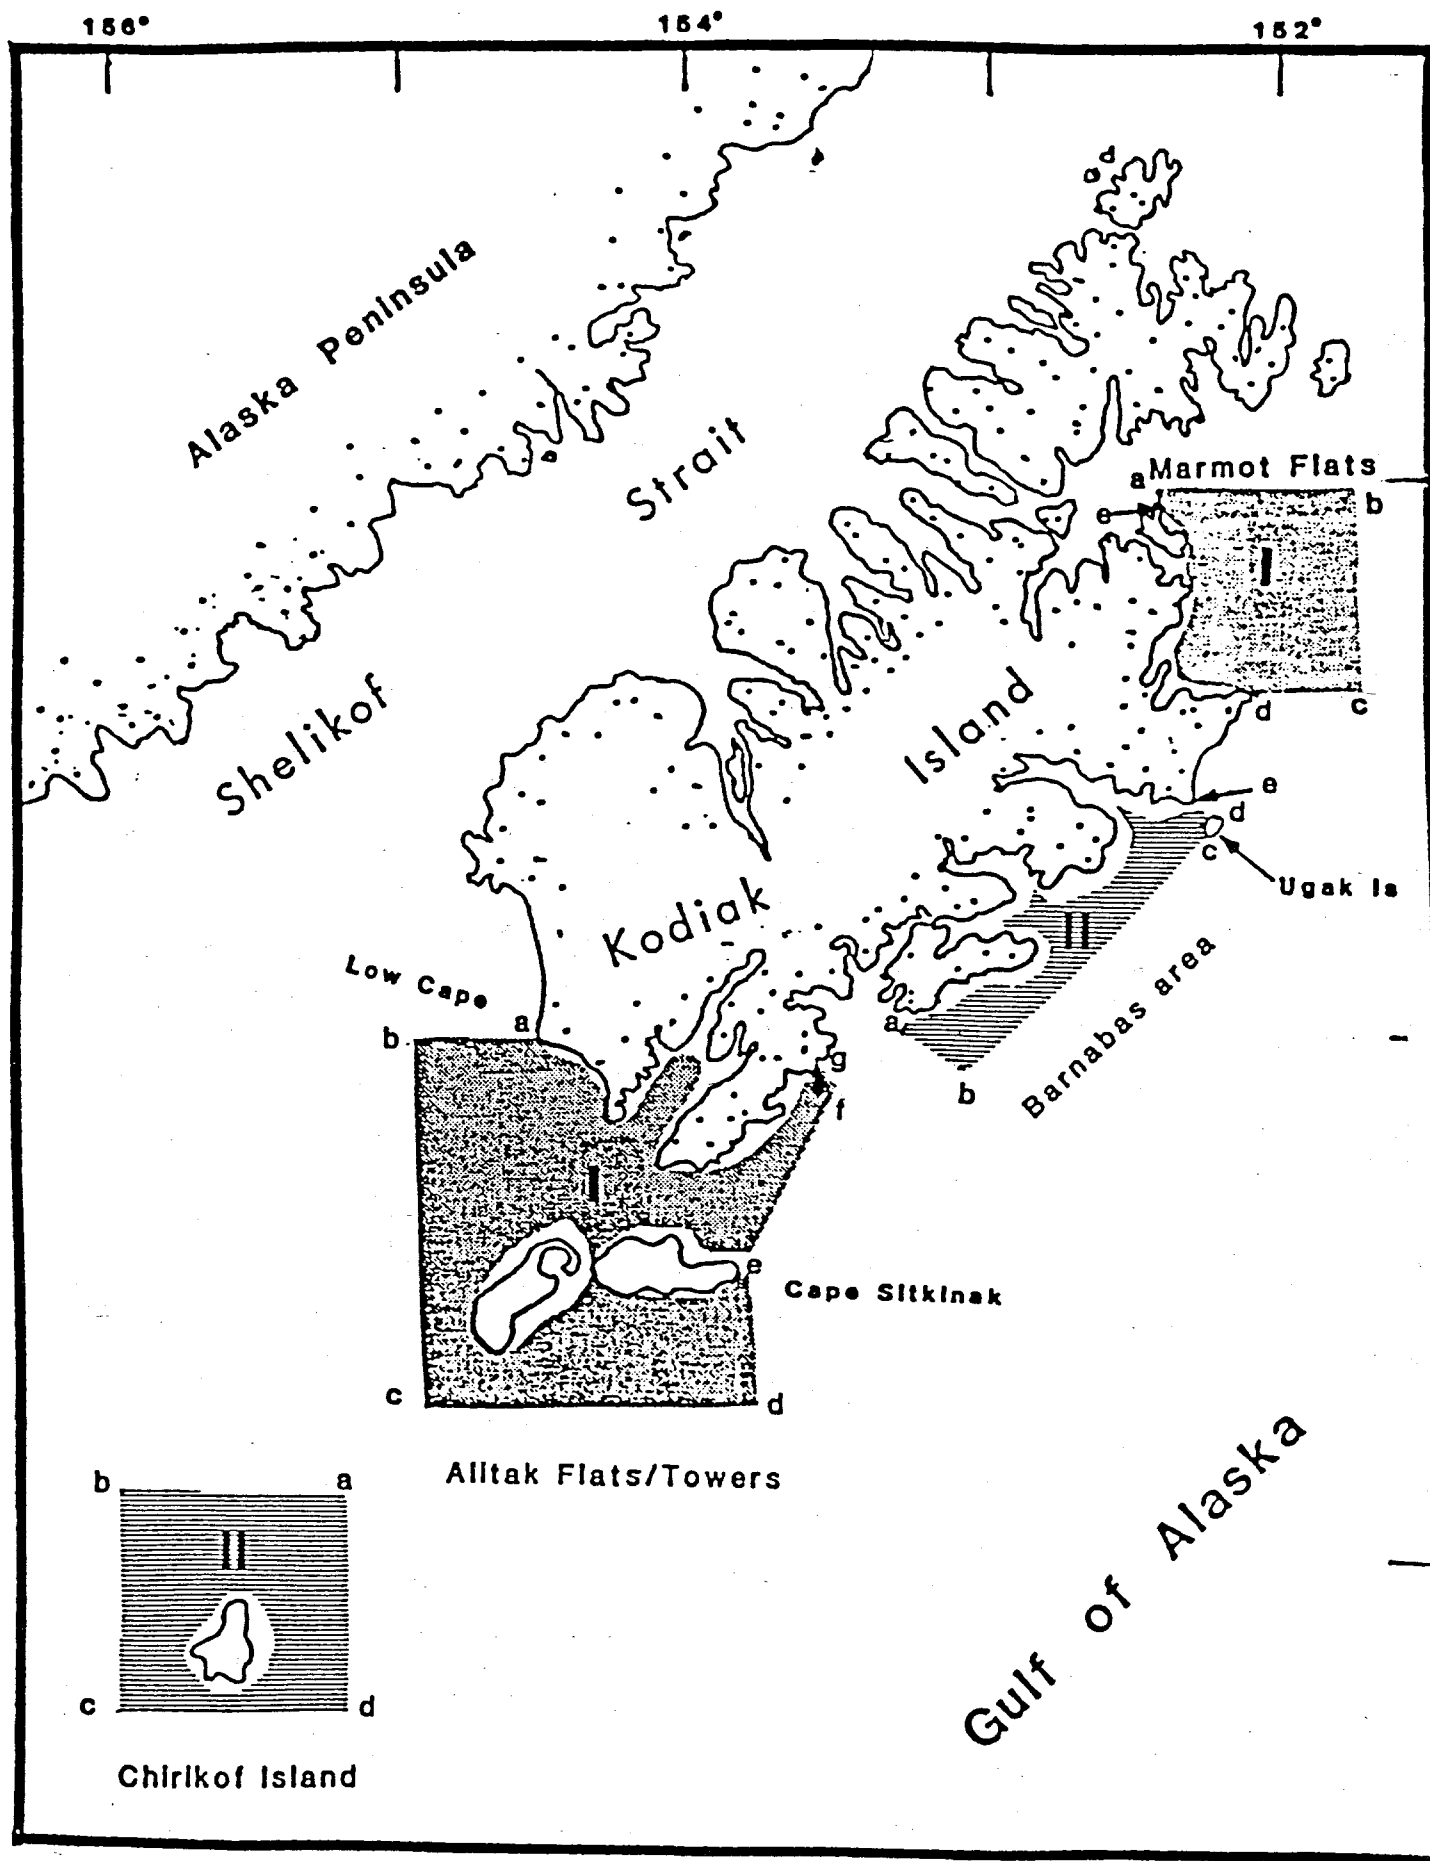 156° 154° 152°
Alaska Peninsula
Shelikof Strait
a Marmot Flats
b
e
I
d c
Kodiak Island
e
d
c
Ugak Is
II
Barnabas area
a
b
Low Cape
b a
g
f
I
e
Cape Sitkinak
c d
Alitak Flats/Towers
b a
II
c d
Chirikof Island
Gulf of Alaska